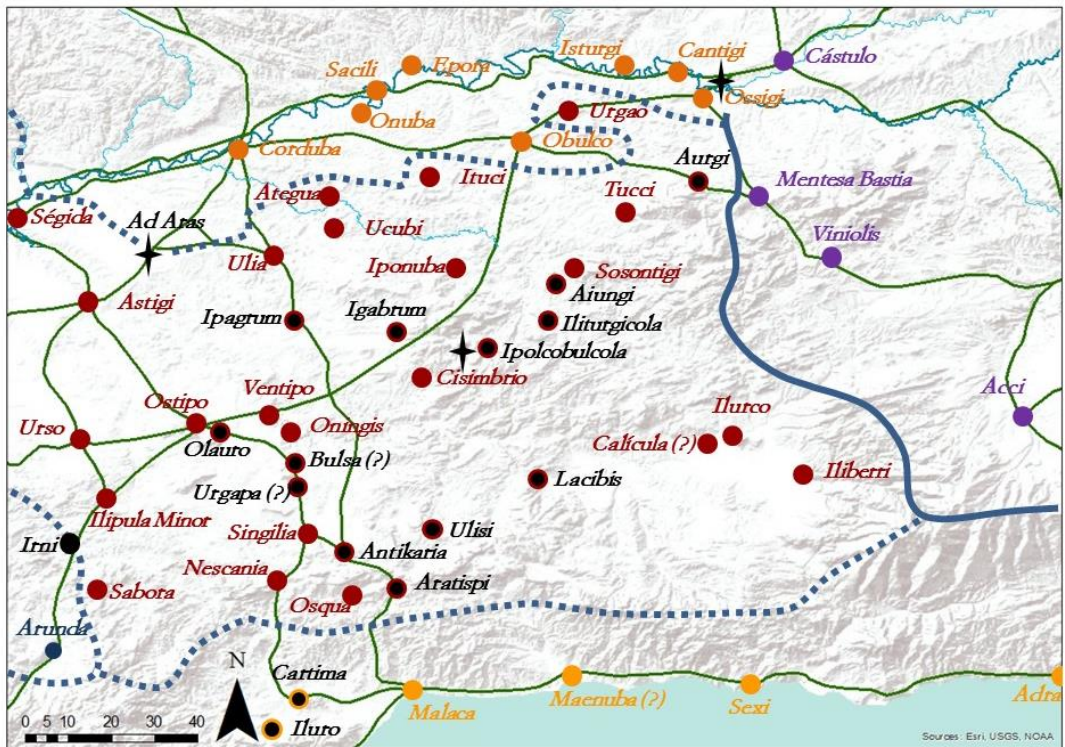 Isturgi
Cantigi
Cástulo
Epora
Sacili
Onuba
Ossigi
Urgao
Corduba
Obulco
Aurgi
Ituci
Ategua
Tucci
Mentesa Bastia
Ségida
Ad Aras
Ucubi
Viniolis
Ulia
Iponuba
Sosontigi
Aiungi
Astigi
Igabrum
Ipagrum
Iliturgicola
Ipolcobulcola
Cisimbrio
Ventipo
Ostipo
Acci
Ilurco
Urso
Oningis
Olauro
Calícula (?)
Bulsa (?)
Iliberri
Urgapa (?)
Lacibis
Ilipula Minor
Singilia
Ulisi
Irni
Antikaria
Nescania
Aratispi
Sabora
Osqua
Arunda
N
Cartima
Malaca
Maenuba (?)
Sexi
Adra
0 5 10 20 30 40
Iluro
Sources: Esri, USGS, NOAA